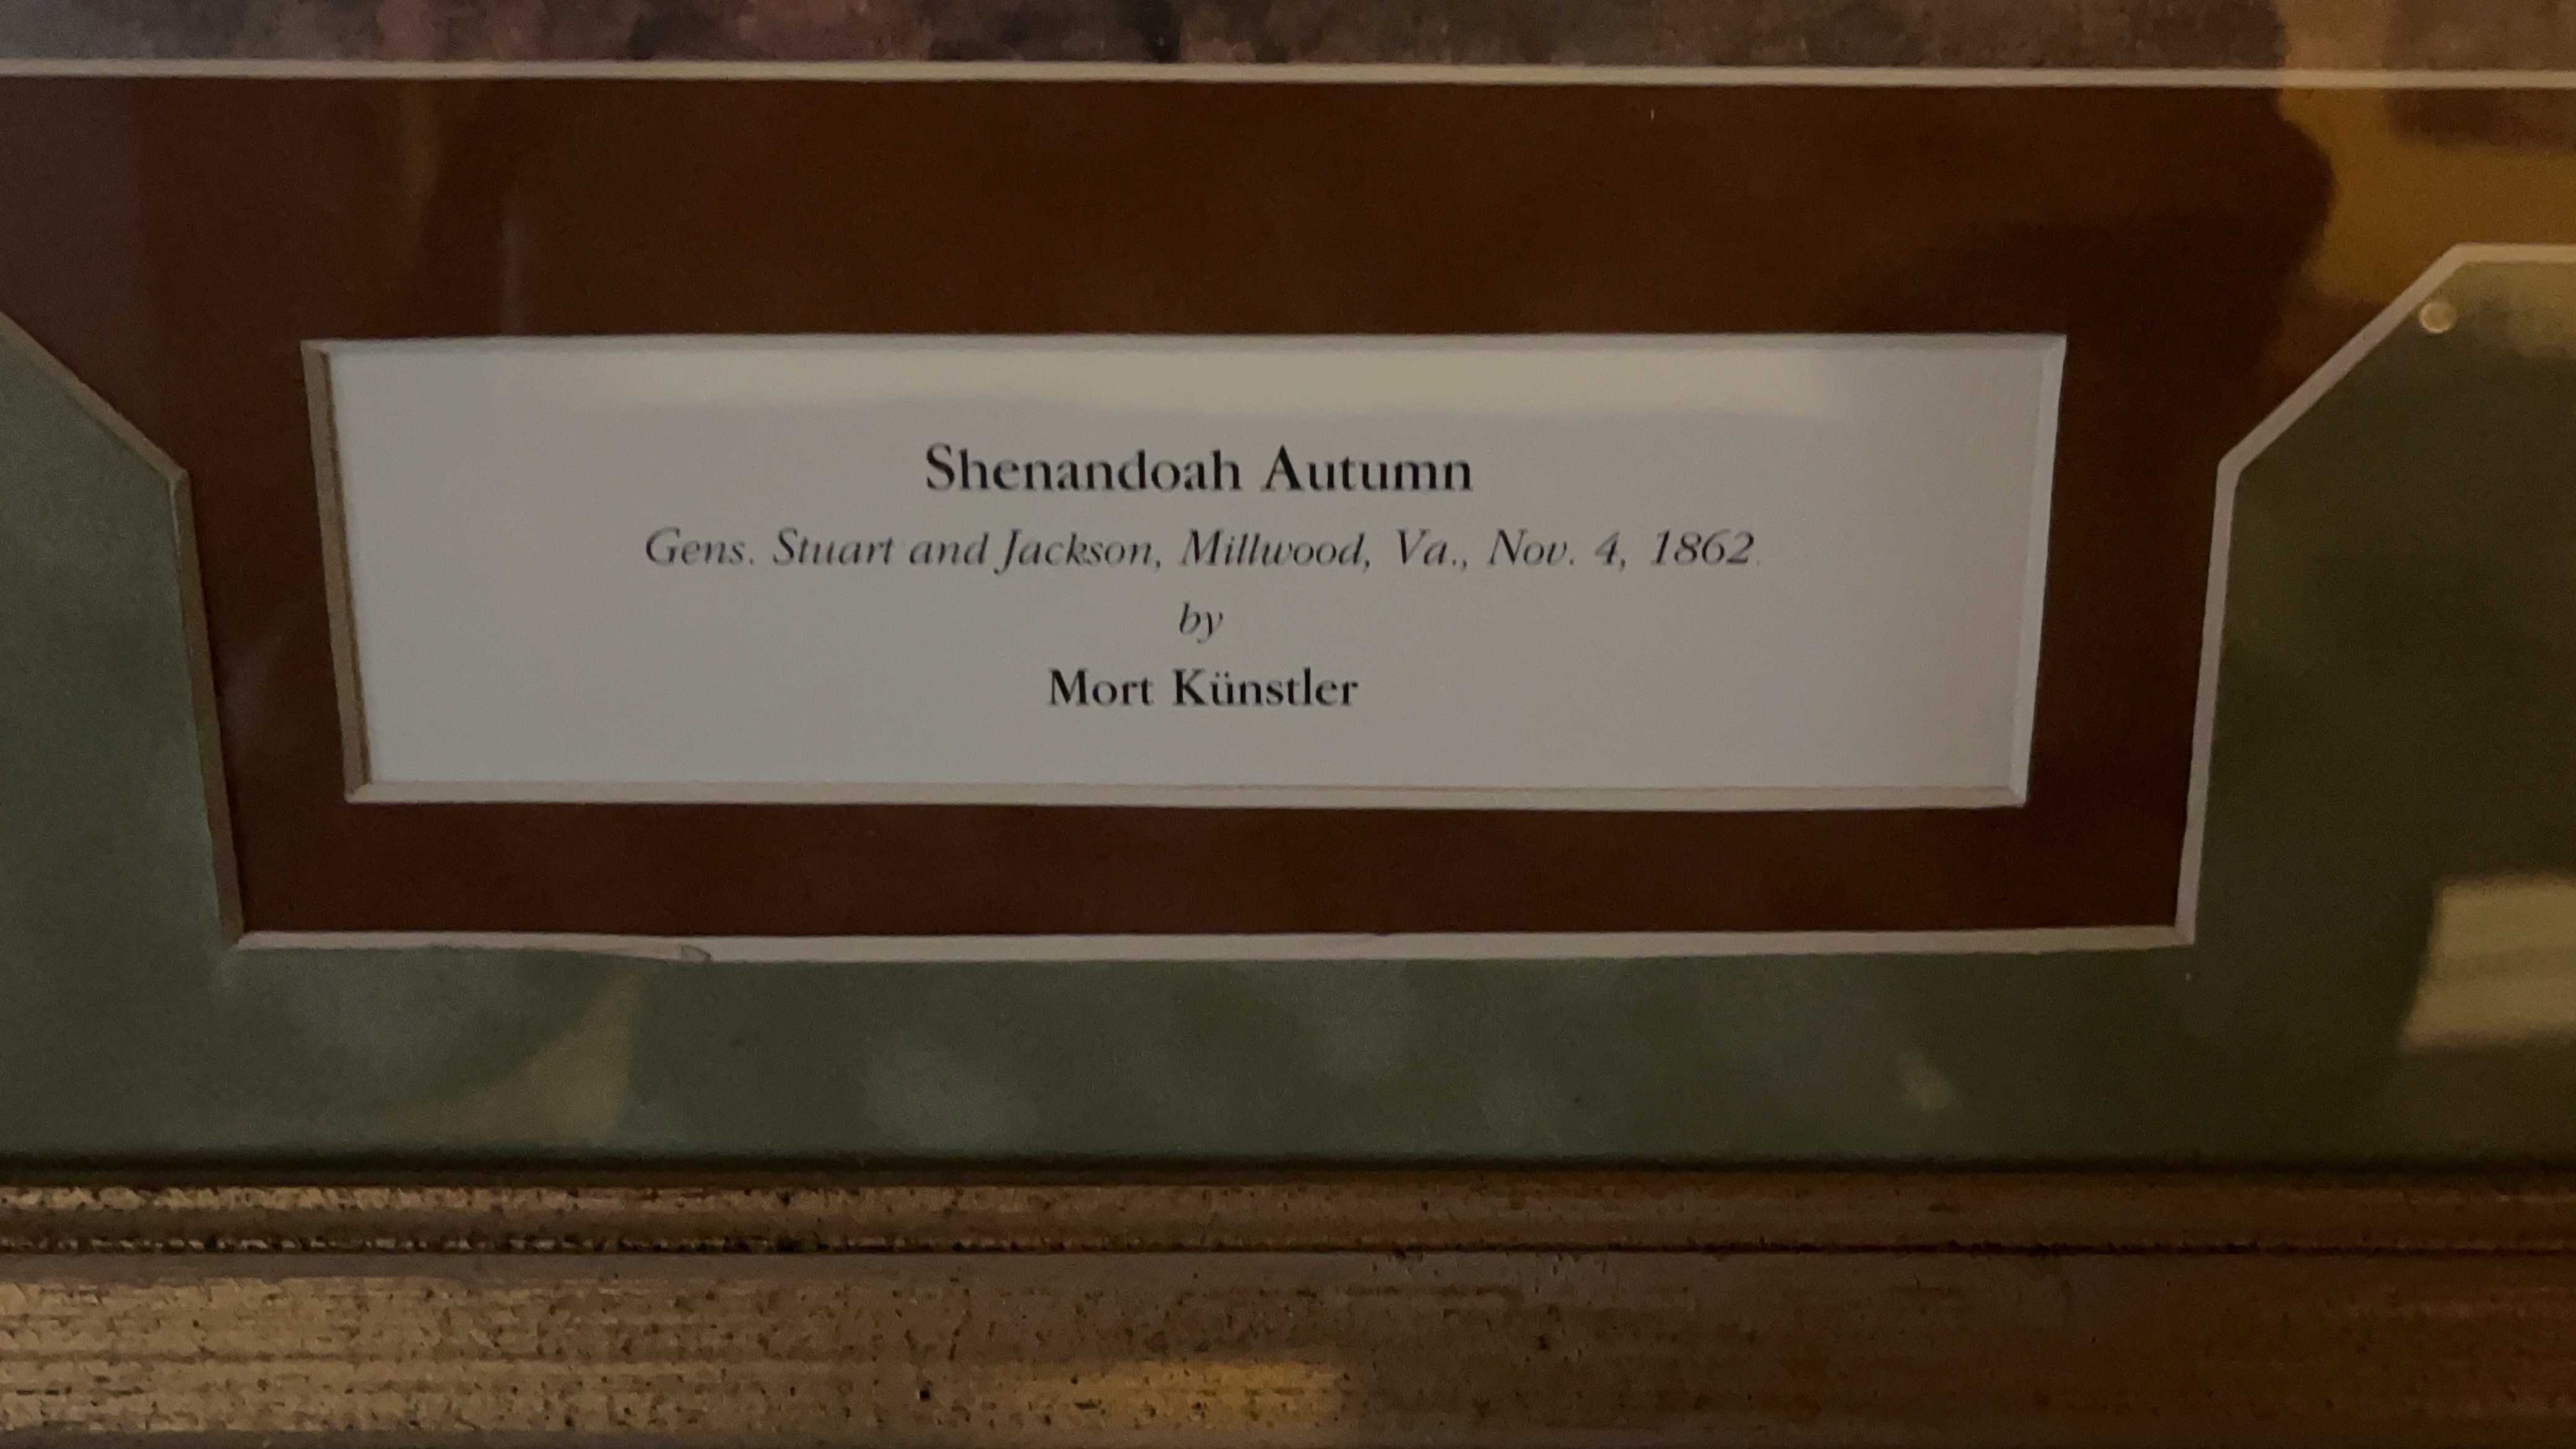 Shenandoah Autumn
Gens. Stuart and Jackson, Millwood, Va., Nov. 4, 1862.
by
Mort Künstler